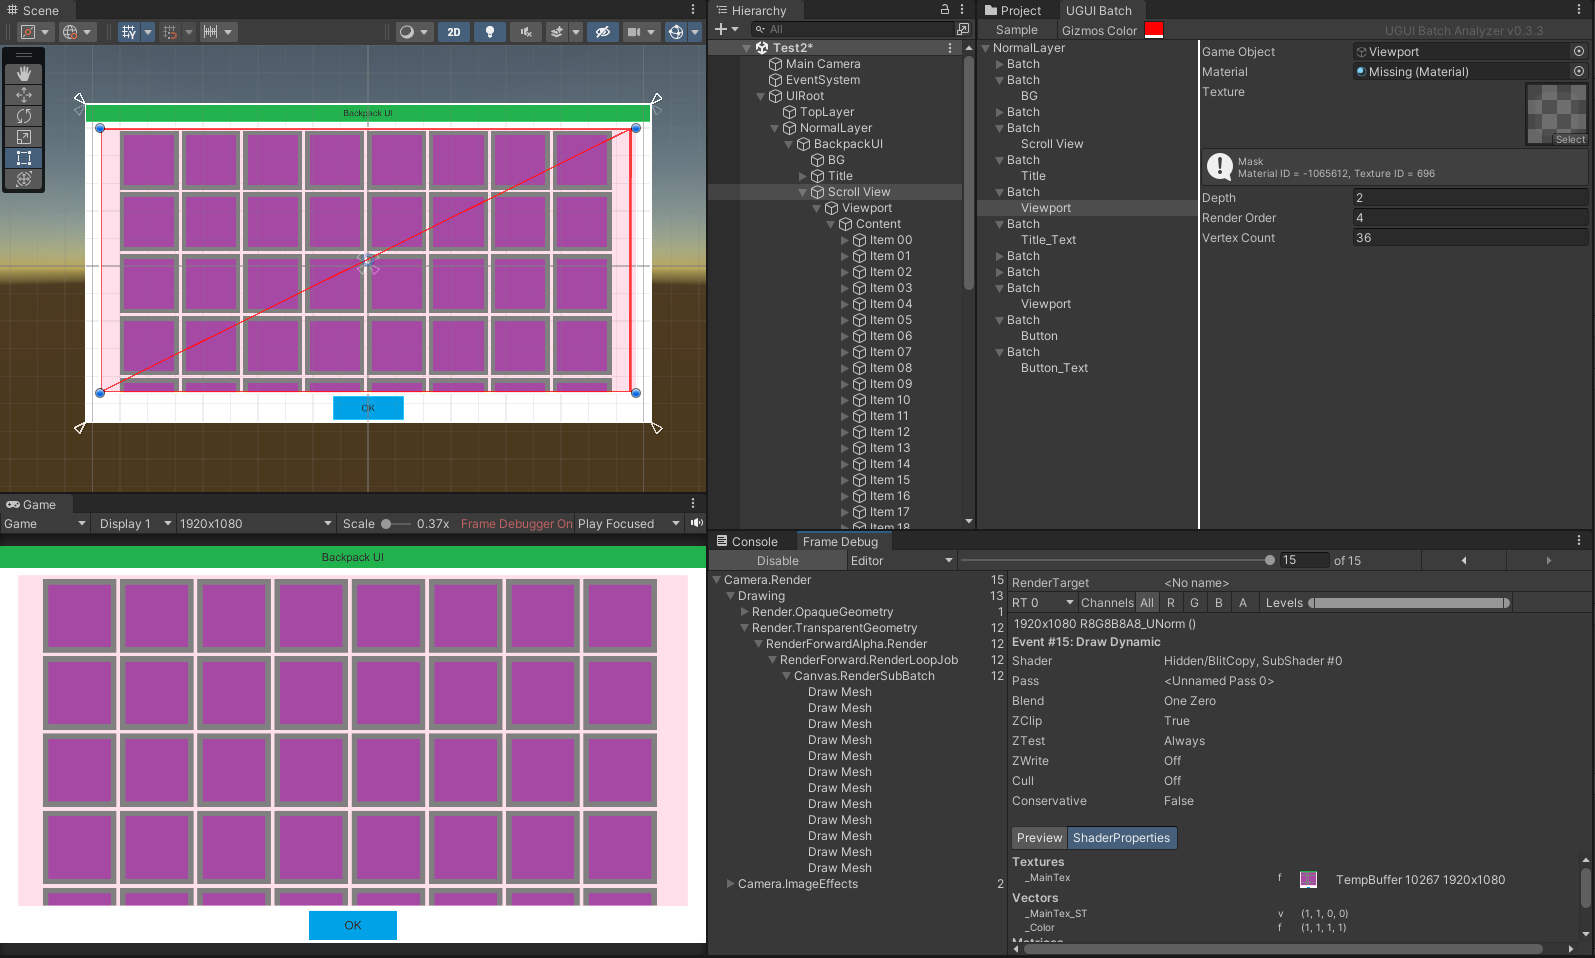 Scene
2D
Backpack UI
OK
Game
Game
Display 1
1920x1080
Scale
0.37x
Frame Debugger On
Play Focused
Backpack UI
OK
Hierarchy
All
Test2*
Main Camera
EventSystem
UIRoot
TopLayer
NormalLayer
BackpackUI
BG
Title
Scroll View
Viewport
Content
Item 00
Item 01
Item 02
Item 03
Item 04
Item 05
Item 06
Item 07
Item 08
Item 09
Item 10
Item 11
Item 12
Item 13
Item 14
Item 15
Item 16
Item 17
Item 18
Project
UGUI Batch
Sample
Gizmos Color
UGUI Batch Analyzer v0.3.3
NormalLayer
Batch
Batch
BG
Batch
Batch
Scroll View
Batch
Title
Batch
Viewport
Batch
Title_Text
Batch
Batch
Batch
Viewport
Batch
Button
Batch
Button_Text
Game Object
Viewport
Material
Missing (Material)
Texture
Select
Mask
Material ID = -1065612, Texture ID = 696
Depth
2
Render Order
4
Vertex Count
36
Console
Frame Debug
Disable
Editor
15
of 15
Camera.Render
15
Drawing
13
Render.OpaqueGeometry
1
Render.TransparentGeometry
12
RenderForwardAlpha.Render
12
RenderForward.RenderLoopJob
12
Canvas.RenderSubBatch
12
Draw Mesh
Draw Mesh
Draw Mesh
Draw Mesh
Draw Mesh
Draw Mesh
Draw Mesh
Draw Mesh
Draw Mesh
Draw Mesh
Draw Mesh
Draw Mesh
Camera.ImageEffects
2
RenderTarget
<No name>
RT 0
Channels
All
R
G
B
A
Levels
1920x1080 R8G8B8A8_UNorm ()
Event #15: Draw Dynamic
Shader
Hidden/BlitCopy, SubShader #0
Pass
<Unnamed Pass 0>
Blend
One Zero
ZClip
True
ZTest
Always
ZWrite
Off
Cull
Off
Conservative
False
Preview
ShaderProperties
Textures
_MainTex
f
TempBuffer 10267 1920x1080
Vectors
_MainTex_ST
v
(1, 1, 0, 0)
_Color
f
(1, 1, 1, 1)
Matrices